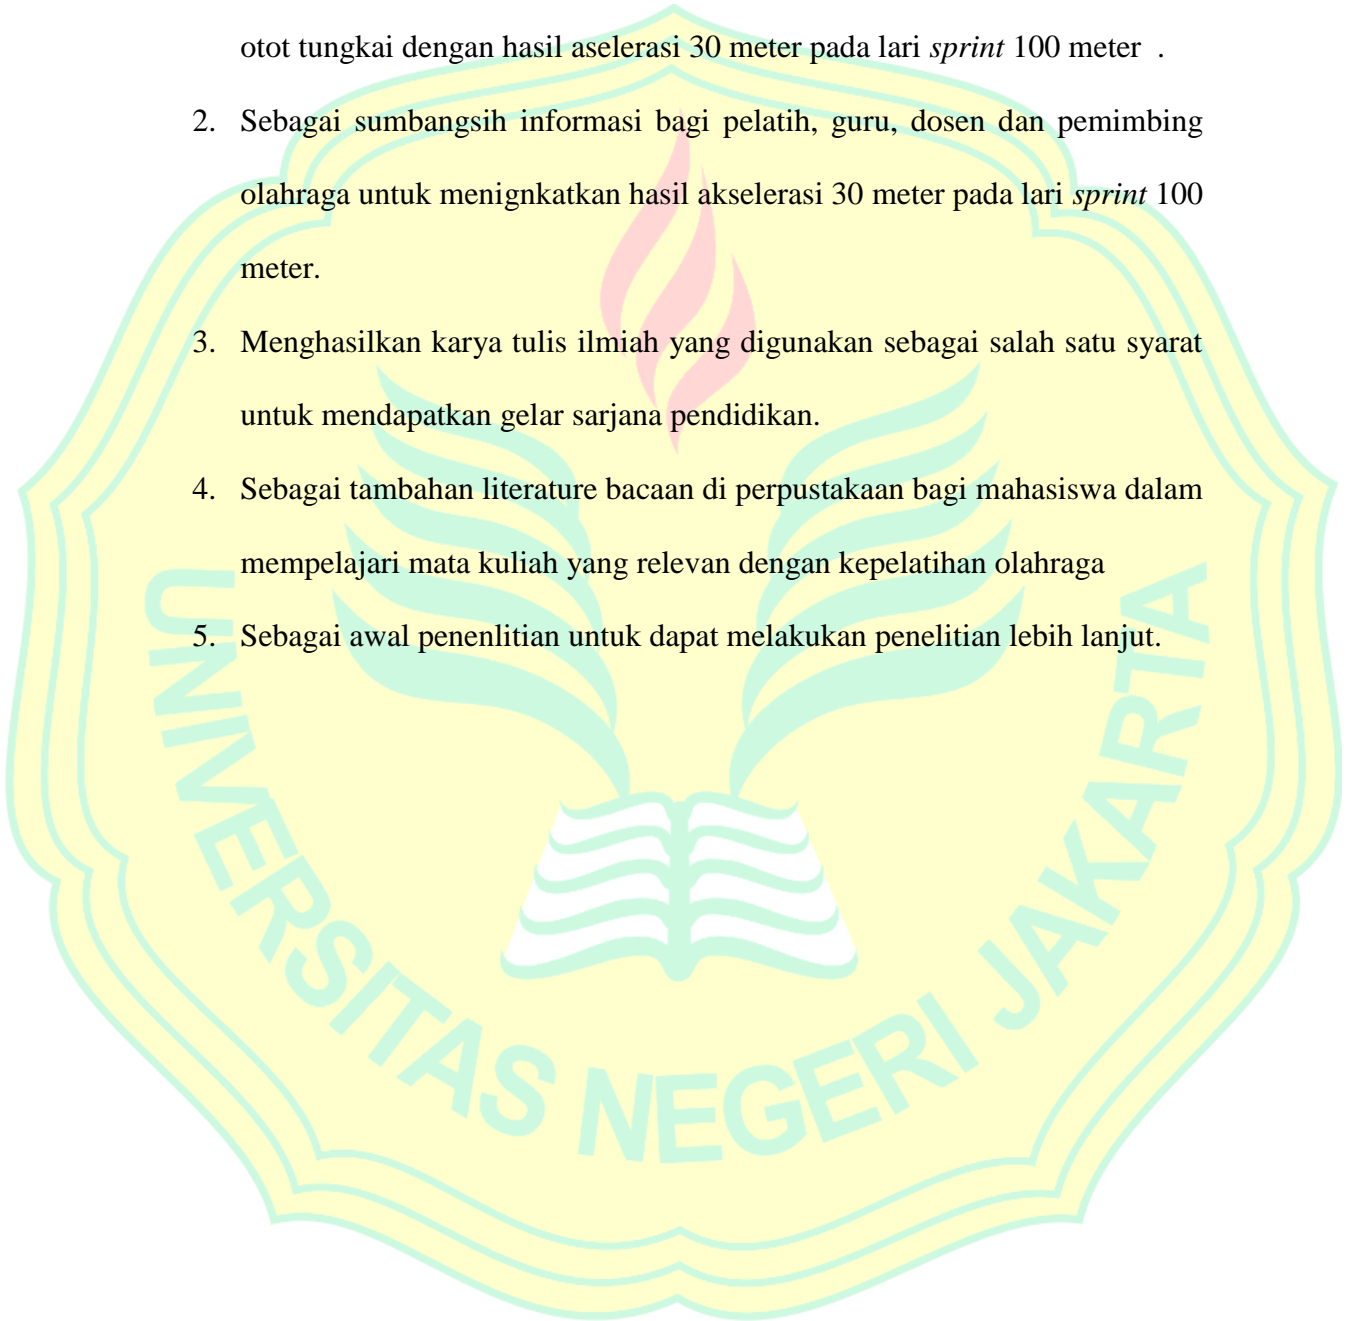 otot tungkai dengan hasil aselerasi 30 meter pada lari sprint 100 meter .
2. Sebagai sumbangsih informasi bagi pelatih, guru, dosen dan pemimbing
olahraga untuk menignkatkan hasil akselerasi 30 meter pada lari sprint 100
meter.
3. Menghasilkan karya tulis ilmiah yang digunakan sebagai salah satu syarat
untuk mendapatkan gelar sarjana pendidikan.
4. Sebagai tambahan literature bacaan di perpustakaan bagi mahasiswa dalam
mempelajari mata kuliah yang relevan dengan kepelatihan olahraga
5. Sebagai awal penenlitian untuk dapat melakukan penelitian lebih lanjut.
UNIVERSITAS NEGERI JAKARTA